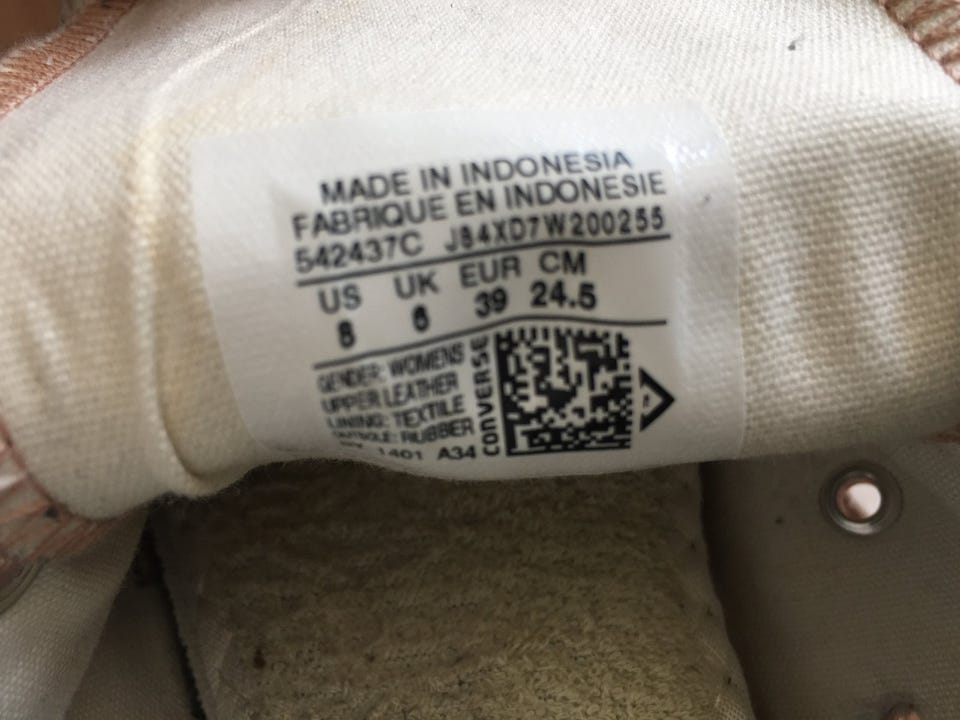 MADE IN INDONESIA
FABRIQUE EN INDONESIE
542437C J84XD7W200255
US UK EUR CM
8 6 39 24.5
GENDER: WOMENS
UPPER LEATHER
LINING: TEXTILE
OUTSOLE: RUBBER
1401 A34
CONVERSE